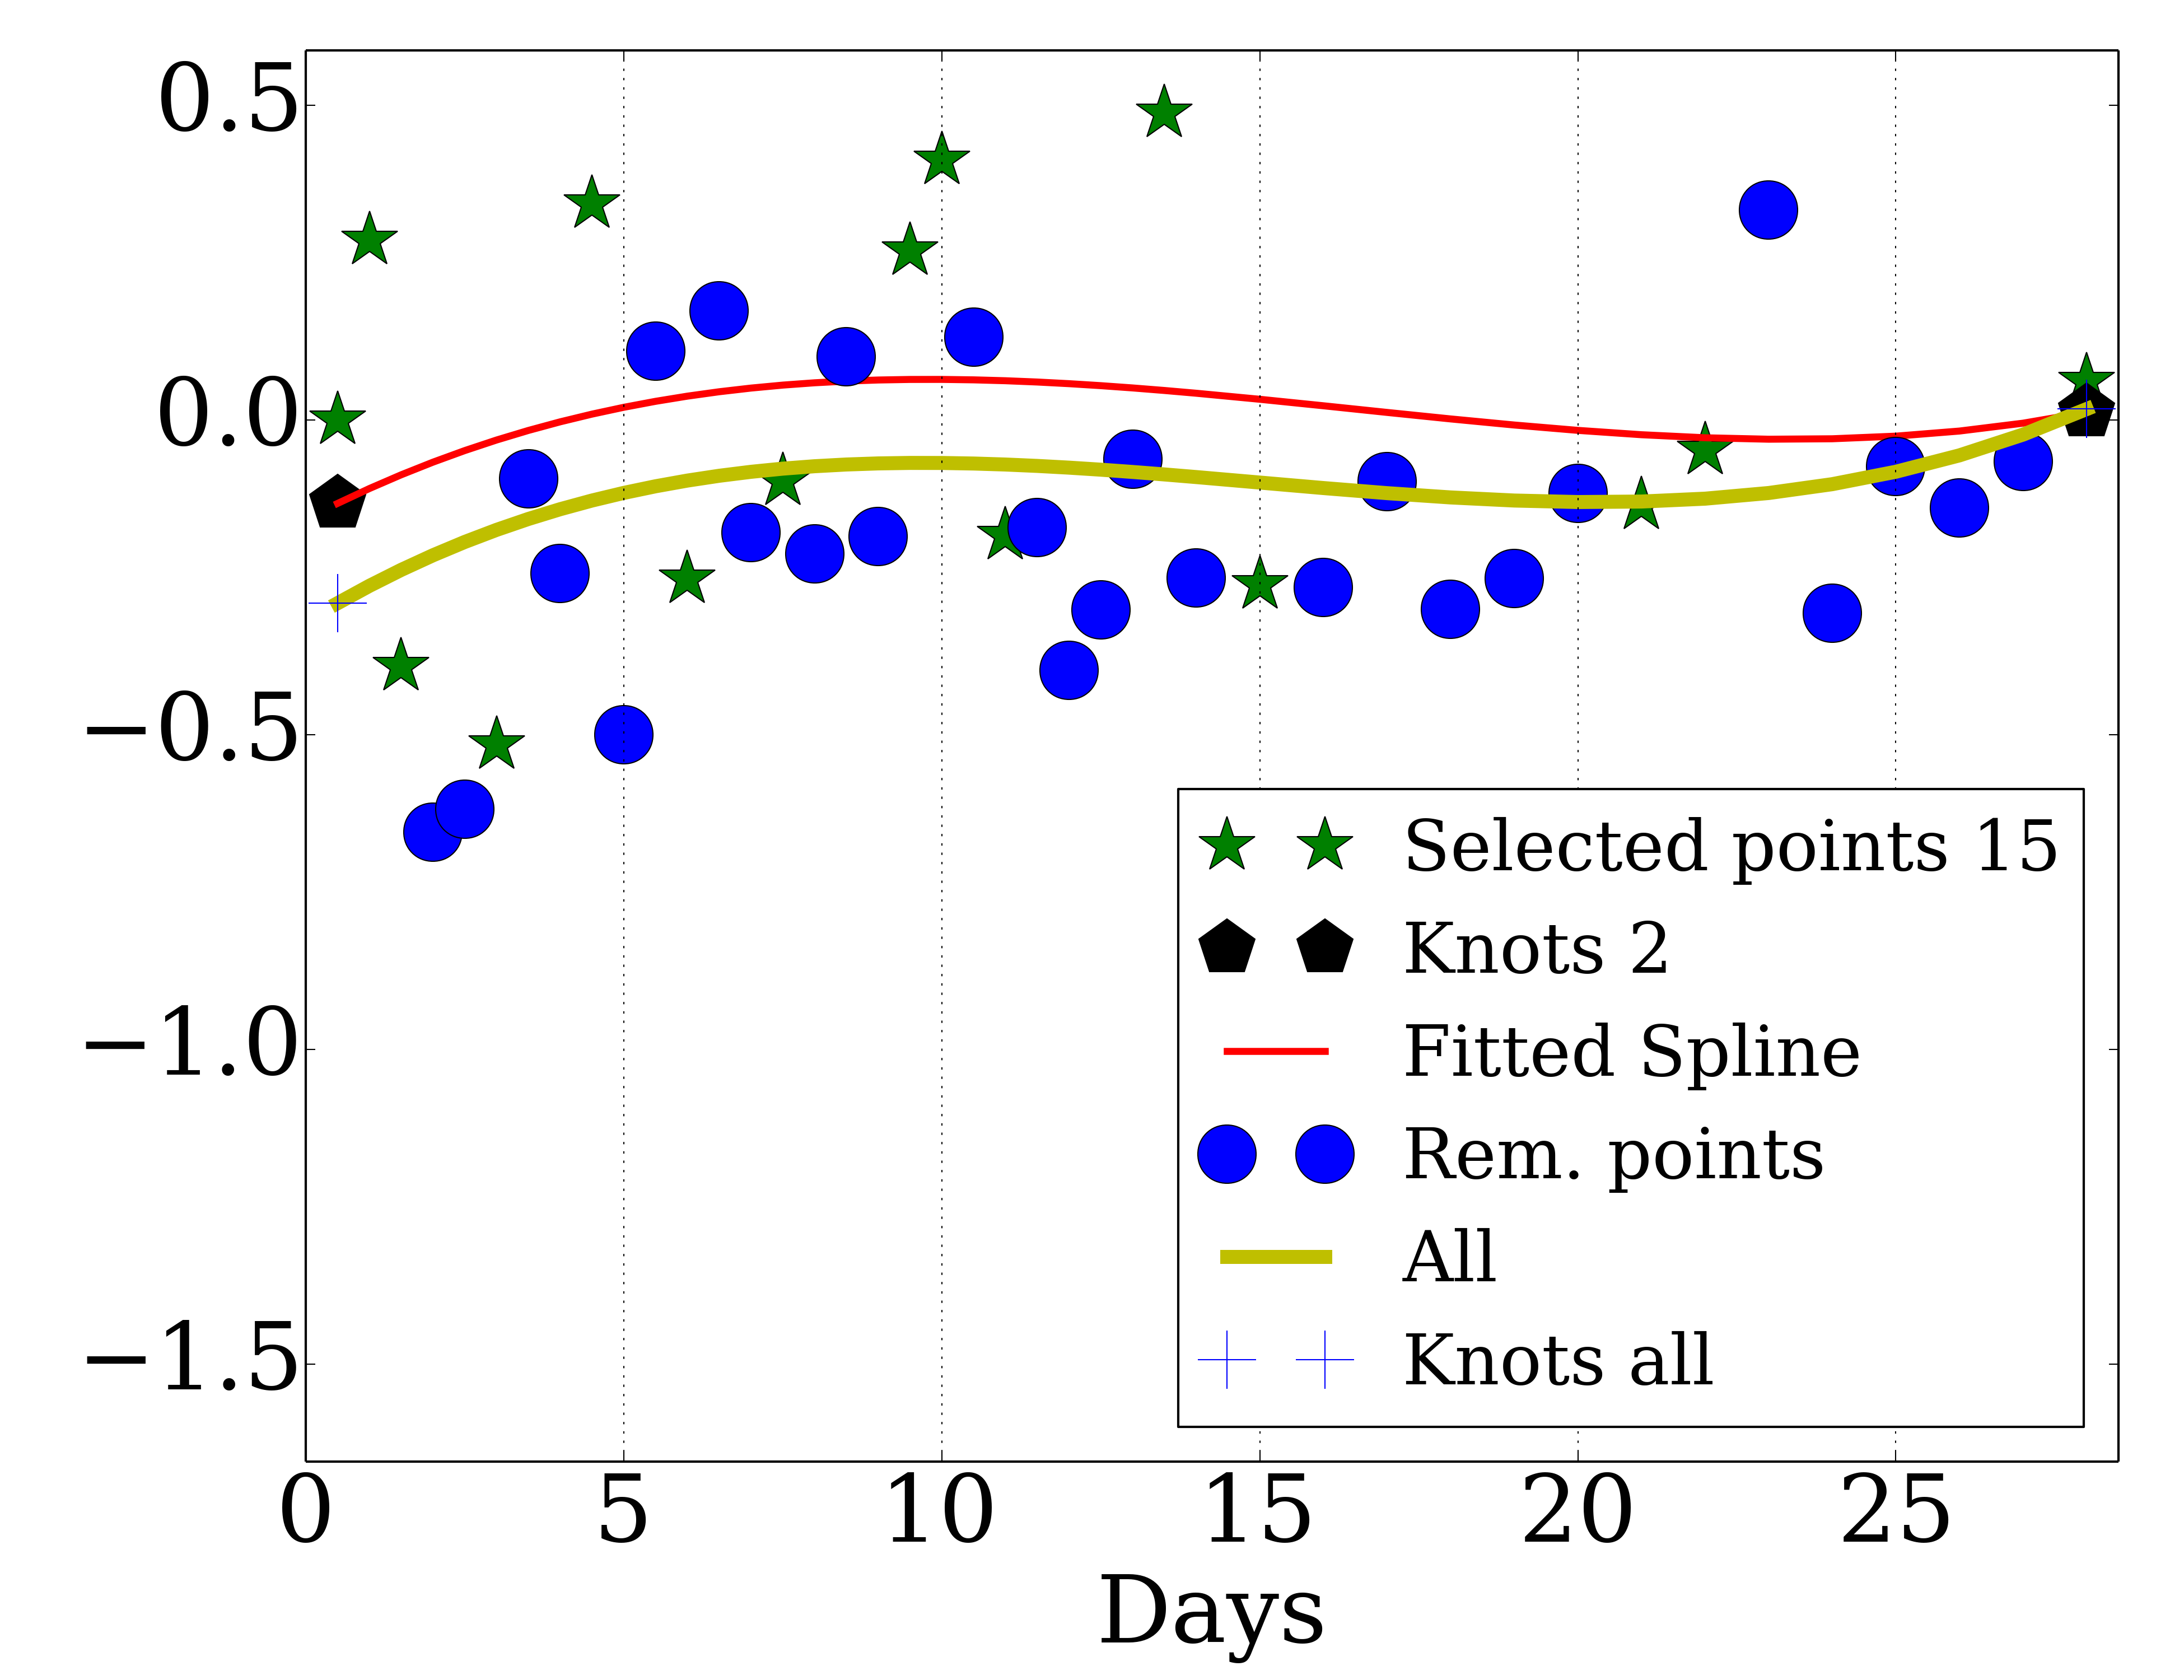 0.5
0.0
−0.5
−1.0
−1.5
Selected points 15
Knots 2
Fitted Spline
Rem. points
All
Knots all
0 5 10 15 20 25
Days